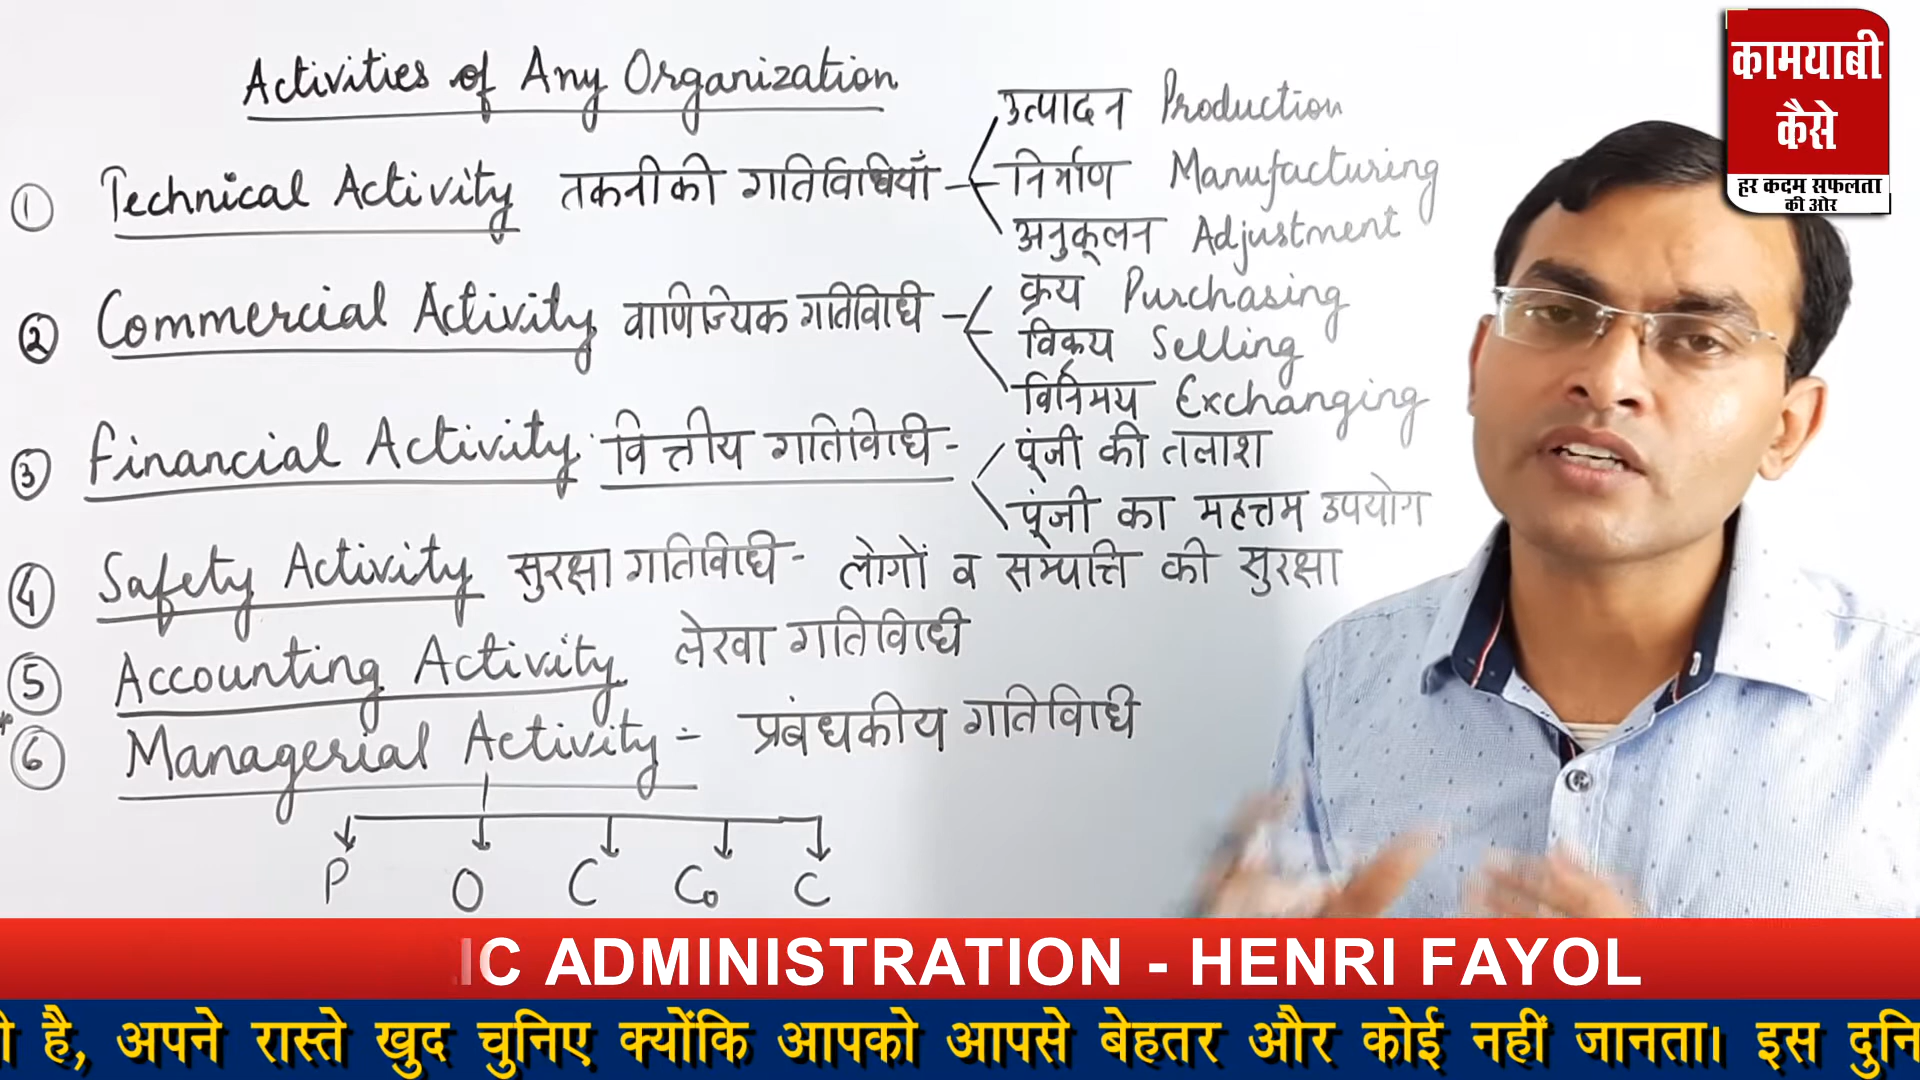 Activities of Any Organization
① Technical Activity तकनीकी गतिविधियाँ
उत्पादन Production
निर्माण Manufacturing
अनुकूलन Adjustment
② Commercial Activity वाणिज्यिक गतिविधि
क्रय Purchasing
विक्रय Selling
विनिमय Exchanging
③ Financial Activity वित्तीय गतिविधि -
पूंजी की तलाश
पूंजी का महत्तम उपयोग
④ Safety Activity सुरक्षा गतिविधि - लोगों व सम्पत्ति की सुरक्षा
⑤ Accounting Activity लेखा गतिविधि
* ⑥ Managerial Activity - प्रबंधकीय गतिविधि
P O C Co C
कामयाबी
कैसे
हर कदम सफलता
की ओर
IC ADMINISTRATION - HENRI FAYOL
है, अपने रास्ते खुद चुनिए क्योंकि आपको आपसे बेहतर और कोई नहीं जानता। इस दुनि